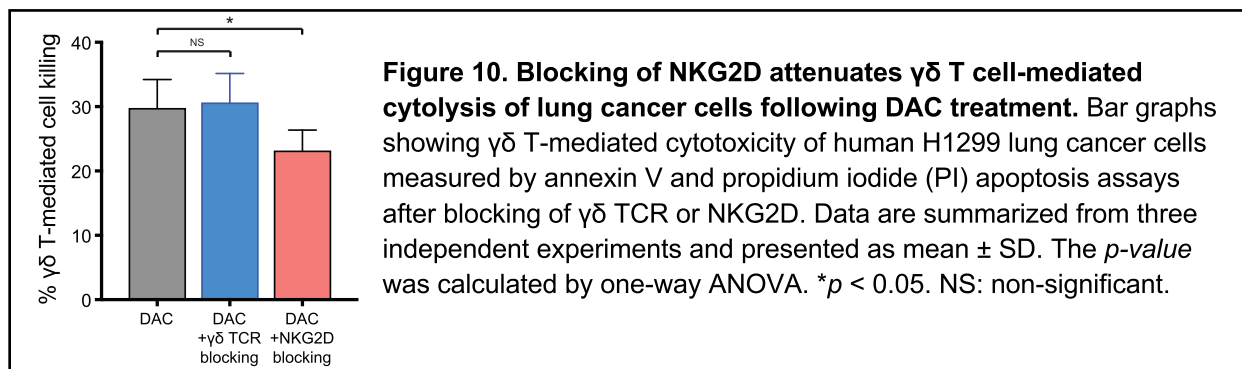 *
NS
% γδ T-mediated cell killing
40
30
20
10
0
DAC
DAC
+γδ TCR
blocking
DAC
+NKG2D
blocking
Figure 10. Blocking of NKG2D attenuates γδ T cell-mediated
cytolysis of lung cancer cells following DAC treatment. Bar graphs
showing γδ T-mediated cytotoxicity of human H1299 lung cancer cells
measured by annexin V and propidium iodide (PI) apoptosis assays
after blocking of γδ TCR or NKG2D. Data are summarized from three
independent experiments and presented as mean ± SD. The p-value
was calculated by one-way ANOVA. *p < 0.05. NS: non-significant.